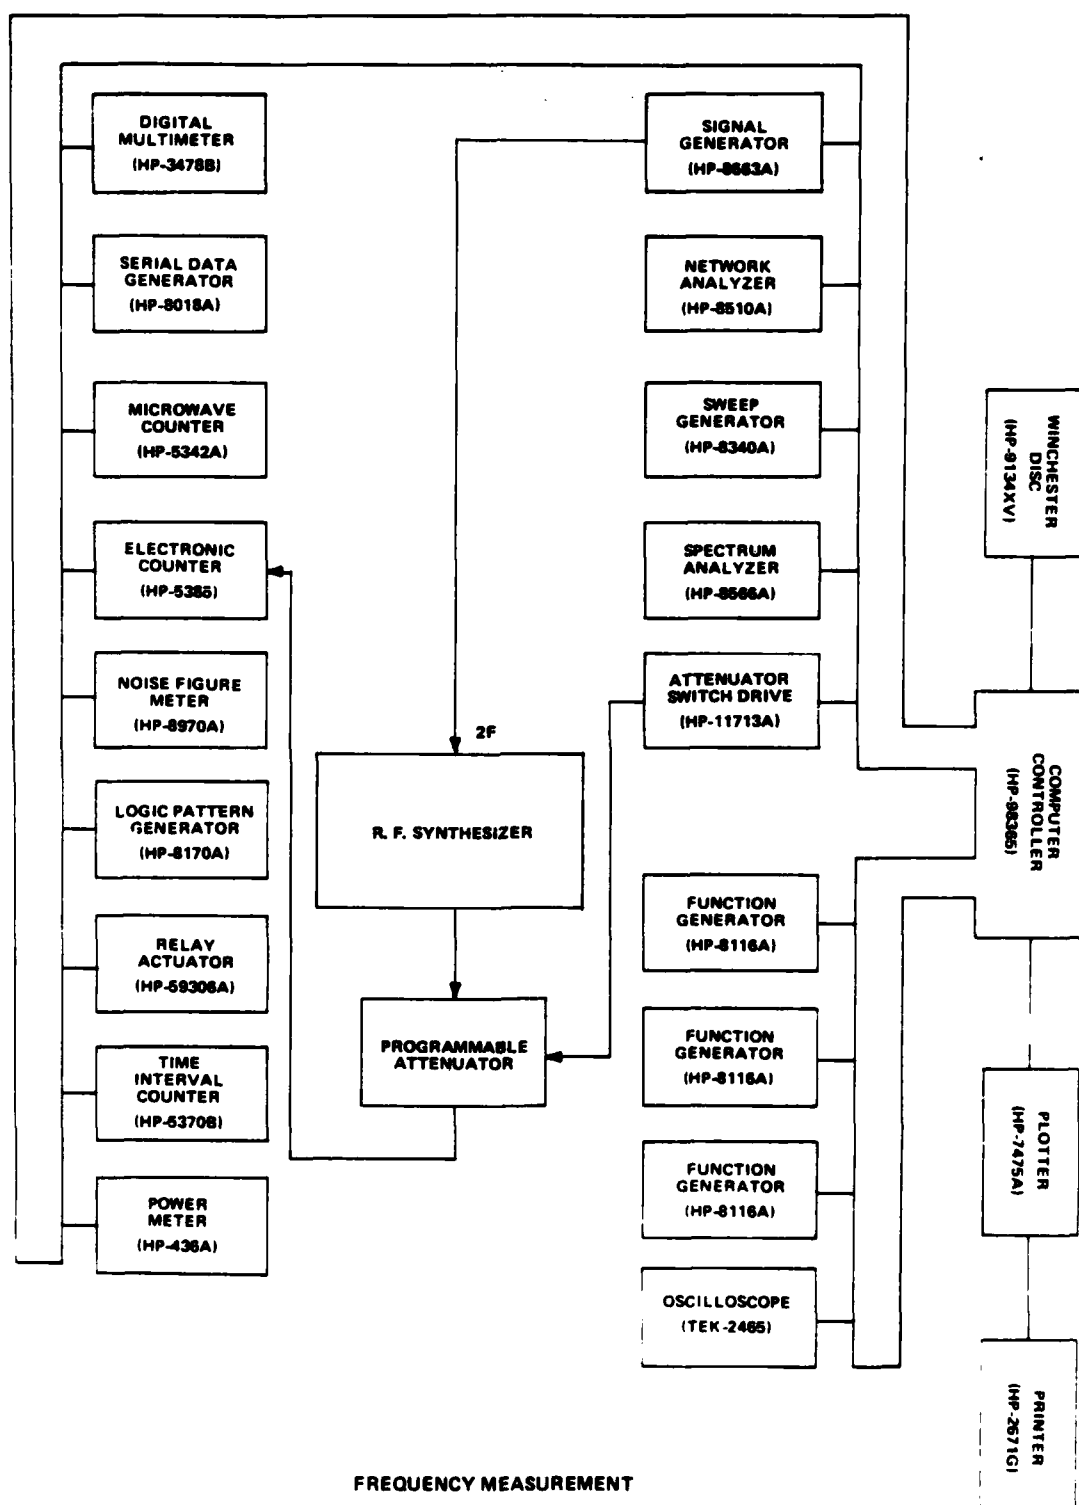 DIGITAL
MULTIMETER
(HP-3478B)
SERIAL DATA
GENERATOR
(HP-8018A)
MICROWAVE
COUNTER
(HP-5342A)
ELECTRONIC
COUNTER
(HP-5385)
NOISE FIGURE
METER
(HP-8970A)
LOGIC PATTERN
GENERATOR
(HP-8170A)
RELAY
ACTUATOR
(HP-59306A)
TIME
INTERVAL
COUNTER
(HP-5370B)
POWER
METER
(HP-436A)
2F
R. F. SYNTHESIZER
PROGRAMMABLE
ATTENUATOR
SIGNAL
GENERATOR
(HP-8663A)
NETWORK
ANALYZER
(HP-8510A)
SWEEP
GENERATOR
(HP-8340A)
SPECTRUM
ANALYZER
(HP-8566A)
ATTENUATOR
SWITCH DRIVE
(HP-11713A)
FUNCTION
GENERATOR
(HP-8116A)
FUNCTION
GENERATOR
(HP-8116A)
FUNCTION
GENERATOR
(HP-8116A)
OSCILLOSCOPE
(TEK-2465)
WINCHESTER
DISC
(HP-9134XV)
COMPUTER
CONTROLLER
PLOTTER
(HP-7475A)
PRINTER
(HP-2671G)
FREQUENCY MEASUREMENT